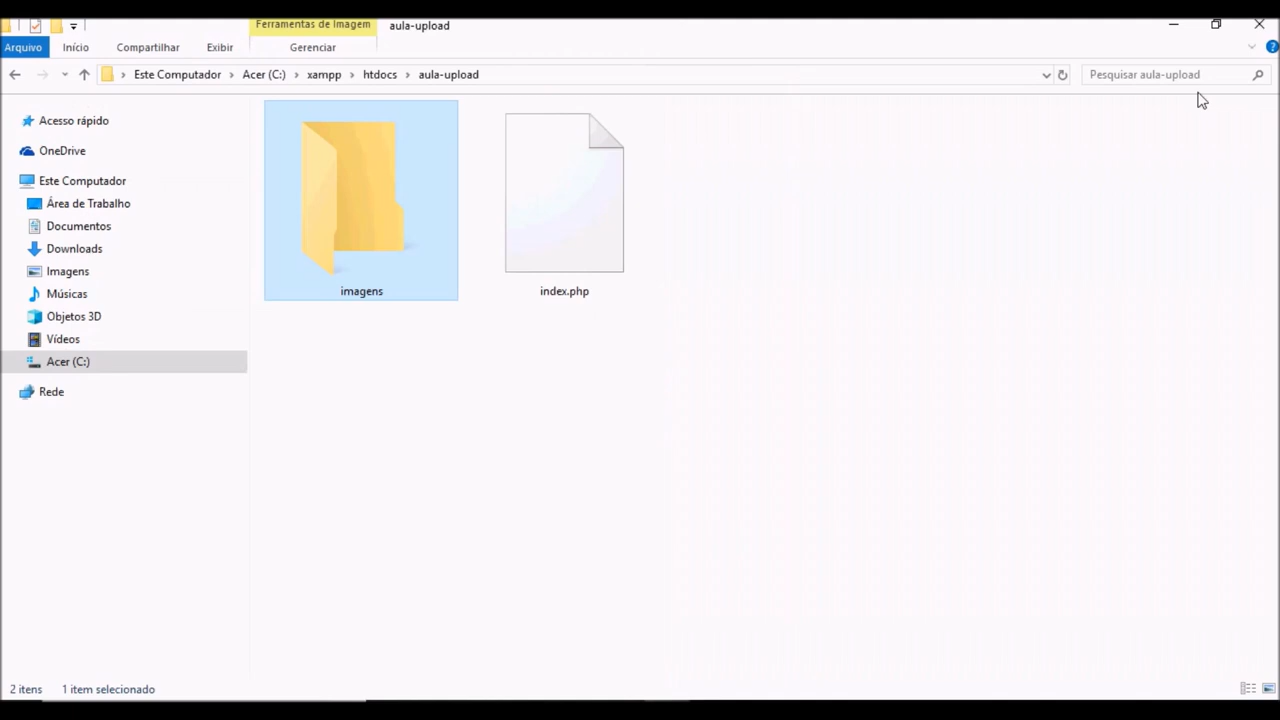 Ferramentas de Imagem
aula-upload
Arquivo
Início
Compartilhar
Exibir
Gerenciar
Este Computador > Acer (C:) > xampp > htdocs > aula-upload
Pesquisar aula-upload
Acesso rápido
OneDrive
Este Computador
Área de Trabalho
Documentos
Downloads
Imagens
Músicas
Objetos 3D
Vídeos
Acer (C:)
Rede
imagens
index.php
2 itens
1 item selecionado